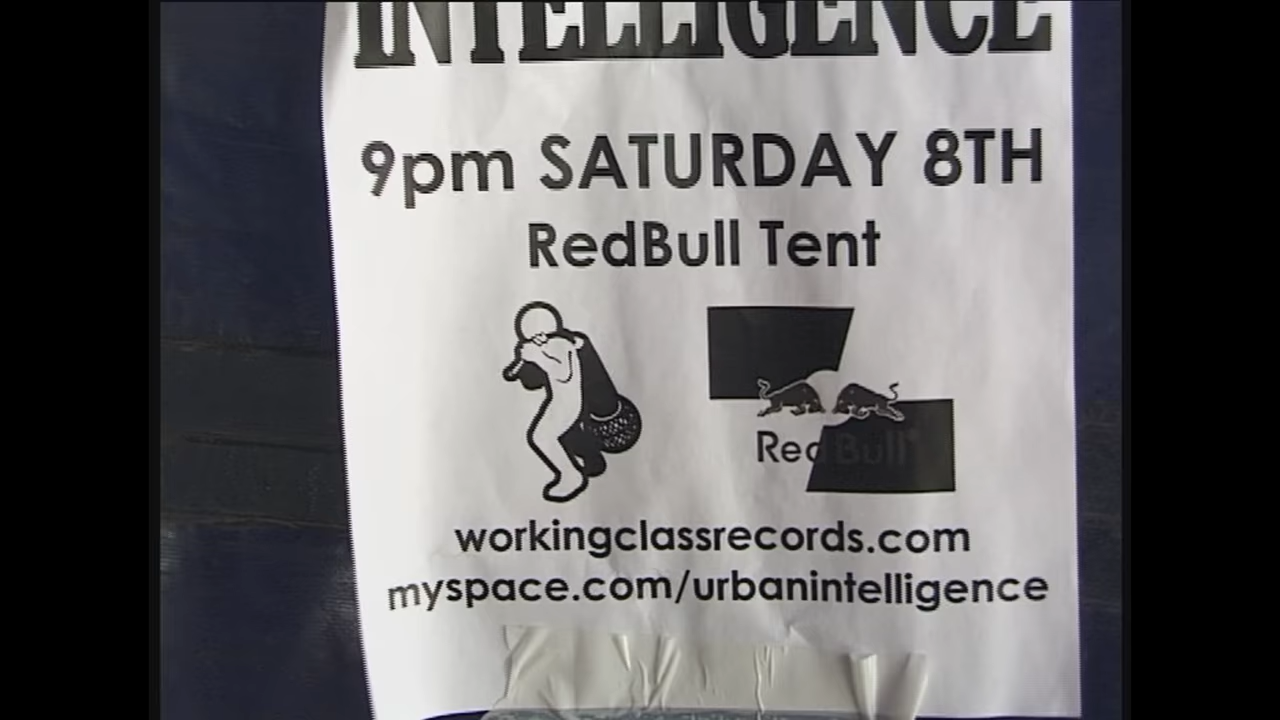 INTELLIGENCE
9pm SATURDAY 8TH
RedBull Tent
Red Bull
workingclassrecords.com
myspace.com/urbanintelligence